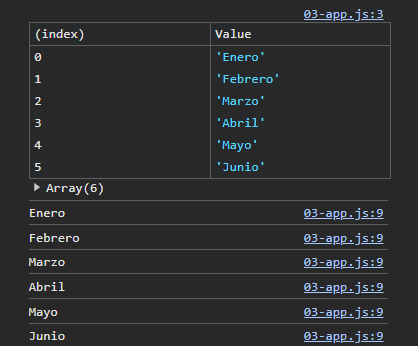 03-app.js:3
(index) Value
0 'Enero'
1 'Febrero'
2 'Marzo'
3 'Abril'
4 'Mayo'
5 'Junio'
▶ Array(6)
Enero 03-app.js:9
Febrero 03-app.js:9
Marzo 03-app.js:9
Abril 03-app.js:9
Mayo 03-app.js:9
Junio 03-app.js:9